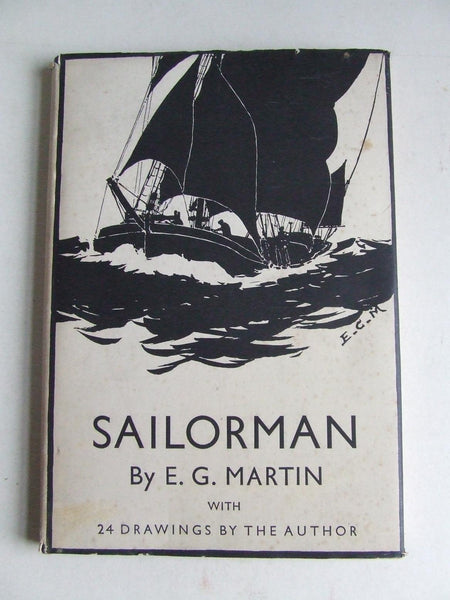 E.G.M
SAILORMAN
By E. G. MARTIN
WITH
24 DRAWINGS BY THE AUTHOR